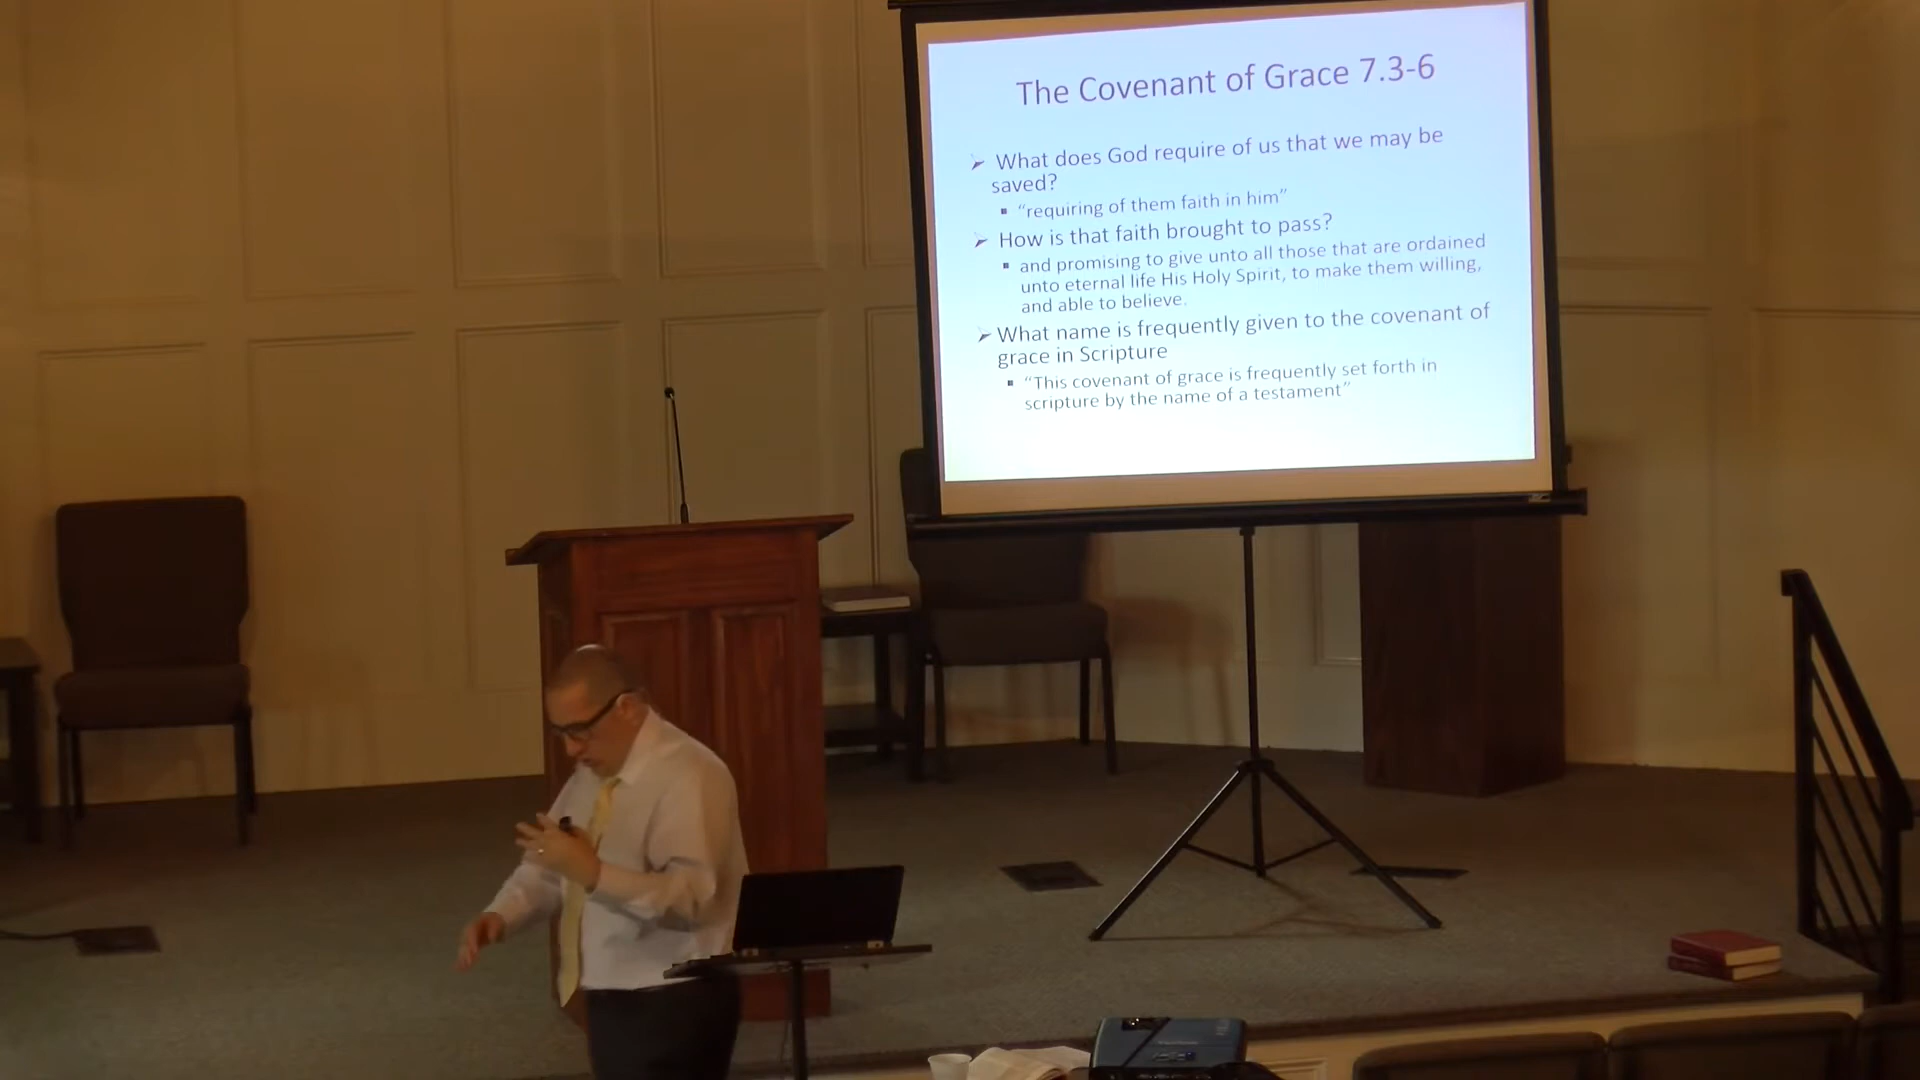 The Covenant of Grace 7.3-6
What does God require of us that we may be
saved?
"requiring of them faith in him"
How is that faith brought to pass?
and promising to give unto all those that are ordained
unto eternal life His Holy Spirit, to make them willing,
and able to believe.
What name is frequently given to the covenant of
grace in Scripture
"This covenant of grace is frequently set forth in
scripture by the name of a testament"